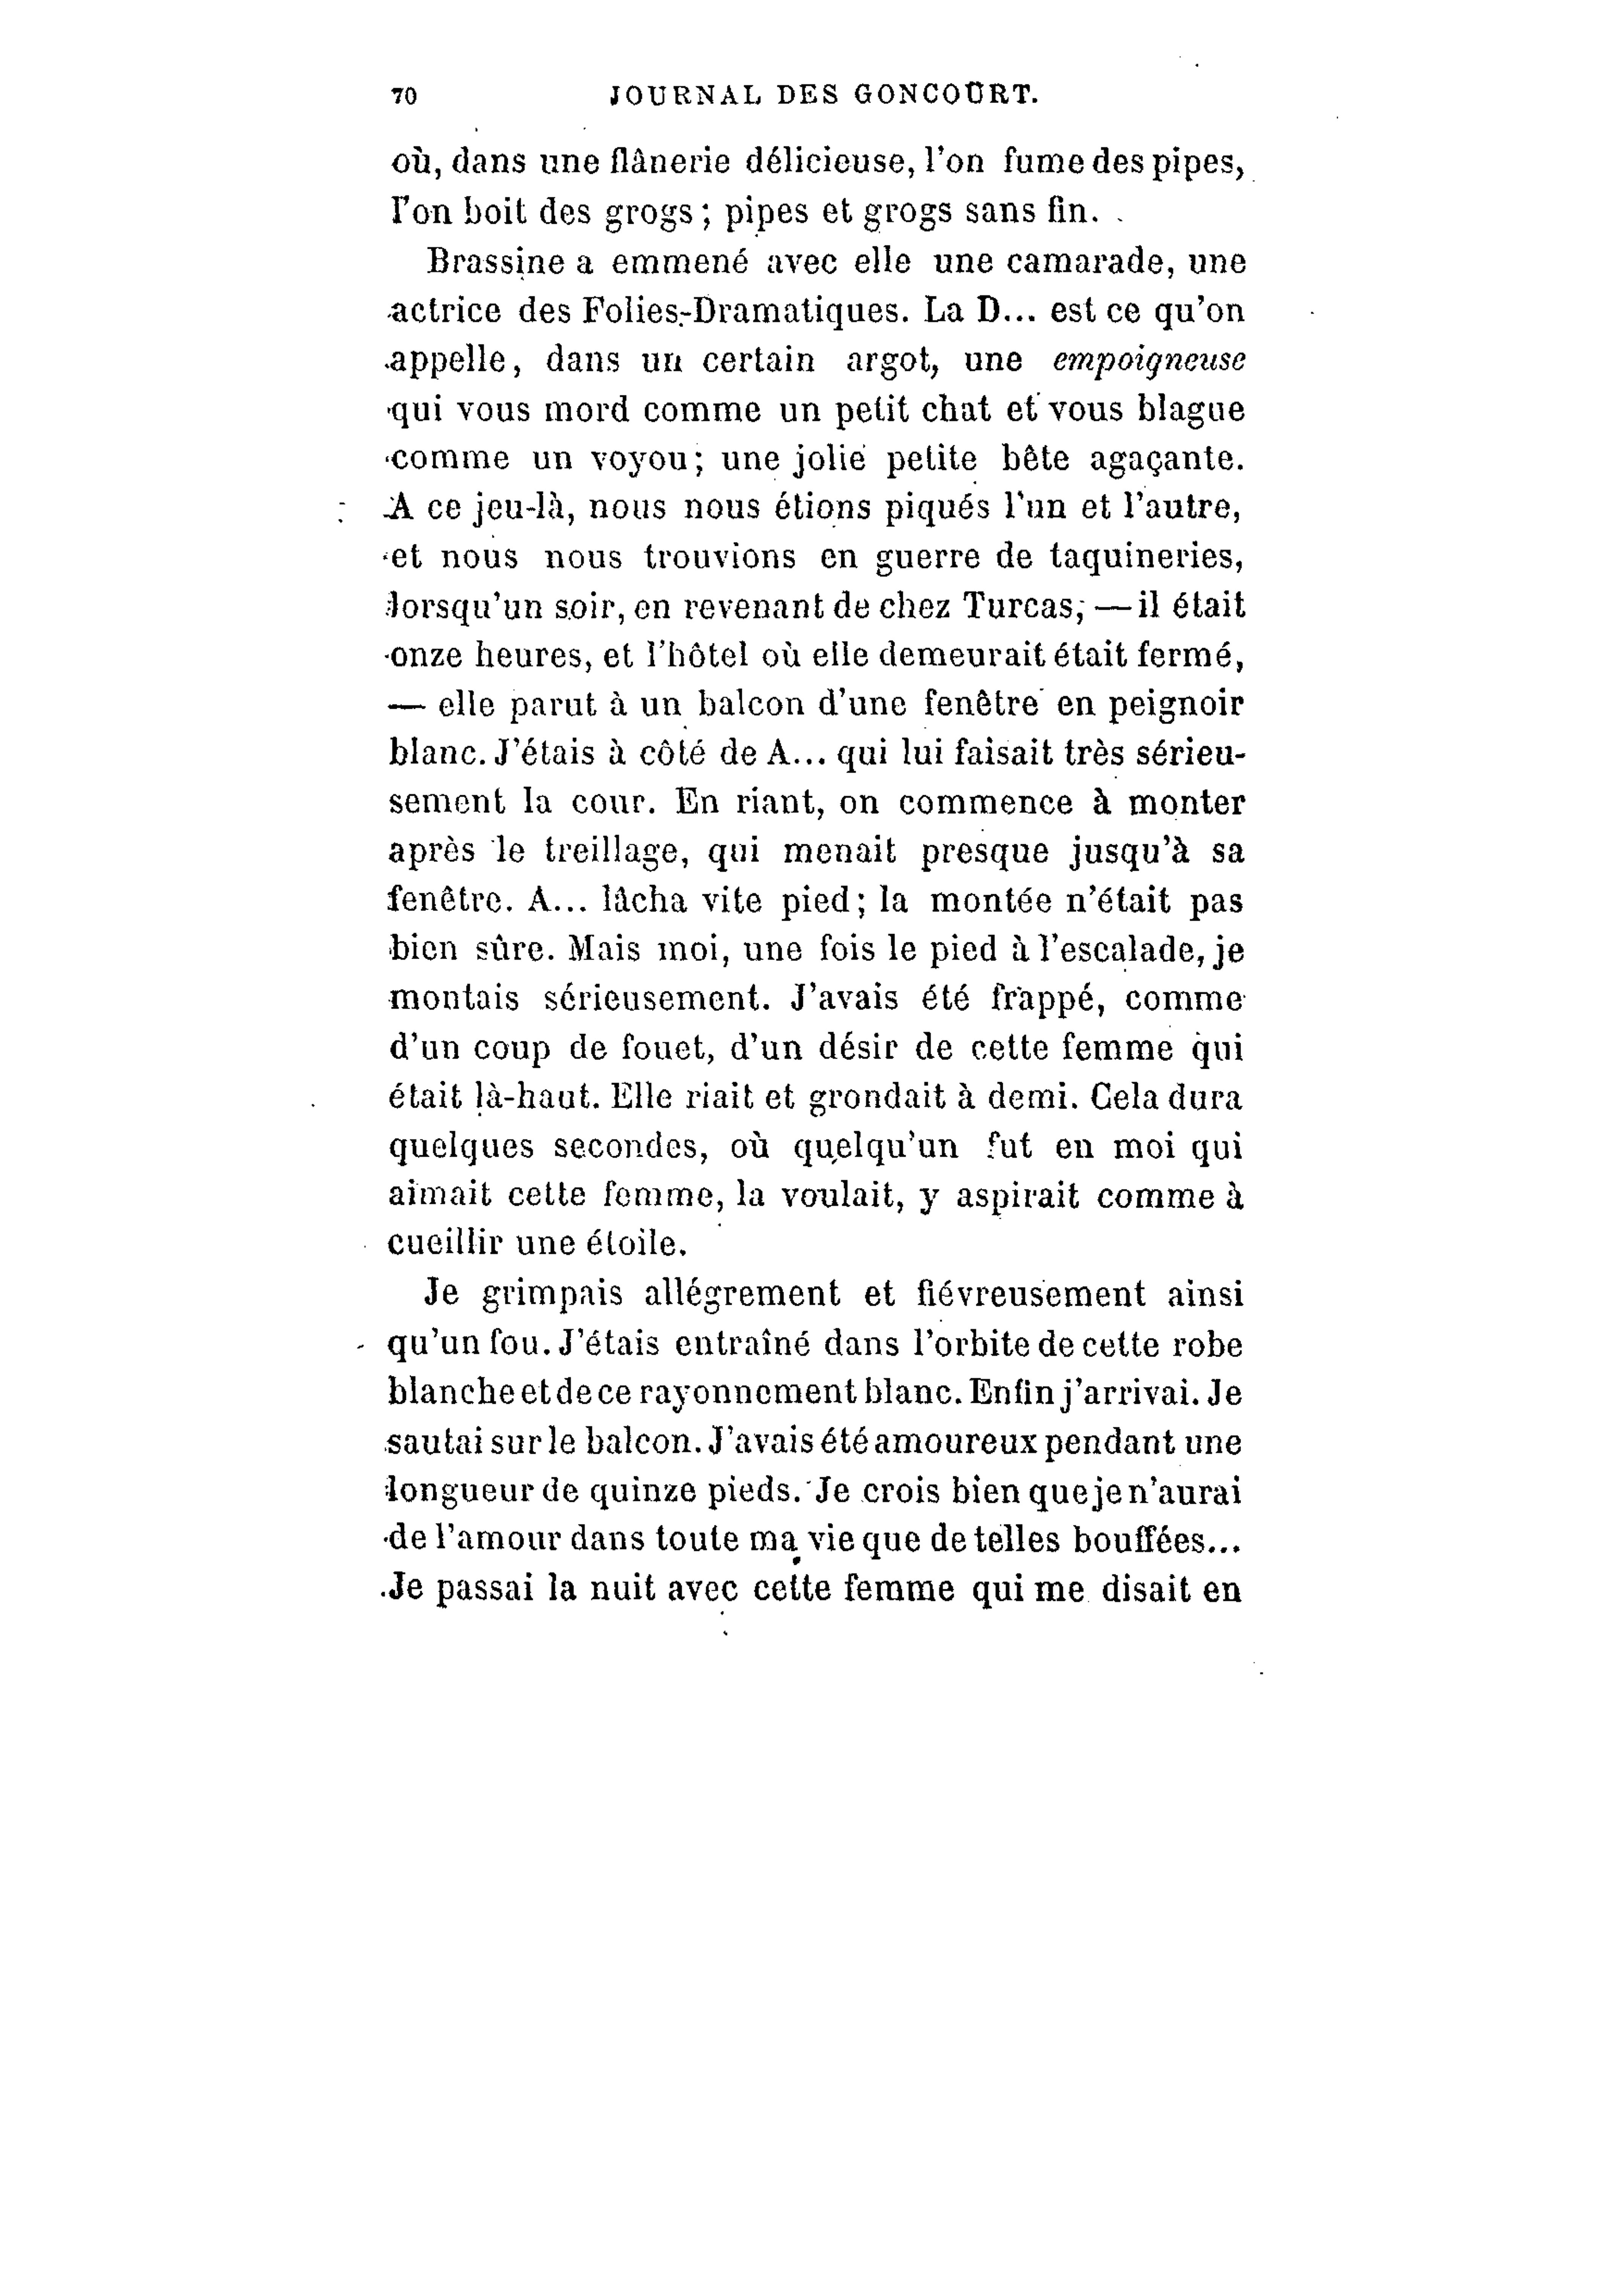 70 JOURNAL DES GONCOURT.
où, dans une flânerie délicieuse, l'on fume des pipes,
l'on boit des grogs ; pipes et grogs sans fin.
Brassine a emmené avec elle une camarade, une
actrice des Folies-Dramatiques. La D... est ce qu'on
appelle, dans un certain argot, une empoigneuse
qui vous mord comme un petit chat et vous blague
comme un voyou ; une jolie petite bête agaçante.
A ce jeu-là, nous nous étions piqués l'un et l'autre,
et nous nous trouvions en guerre de taquineries,
lorsqu'un soir, en revenant de chez Turcas, — il était
onze heures, et l'hôtel où elle demeurait était fermé,
— elle parut à un balcon d'une fenêtre en peignoir
blanc. J'étais à côté de A... qui lui faisait très sérieu-
sement la cour. En riant, on commence à monter
après le treillage, qui menait presque jusqu'à sa
fenêtre. A... lâcha vite pied ; la montée n'était pas
bien sûre. Mais moi, une fois le pied à l'escalade, je
montais sérieusement. J'avais été frappé, comme
d'un coup de fouet, d'un désir de cette femme qui
était là-haut. Elle riait et grondait à demi. Cela dura
quelques secondes, où quelqu'un fut en moi qui
aimait cette femme, la voulait, y aspirait comme à
cueillir une étoile.
Je grimpais allégrement et fiévreusement ainsi
qu'un fou. J'étais entraîné dans l'orbite de cette robe
blanche et de ce rayonnement blanc. Enfin j'arrivai. Je
sautai sur le balcon. J'avais été amoureux pendant une
longueur de quinze pieds. Je crois bien que je n'aurai
de l'amour dans toute ma vie que de telles bouffées...
Je passai la nuit avec cette femme qui me disait en